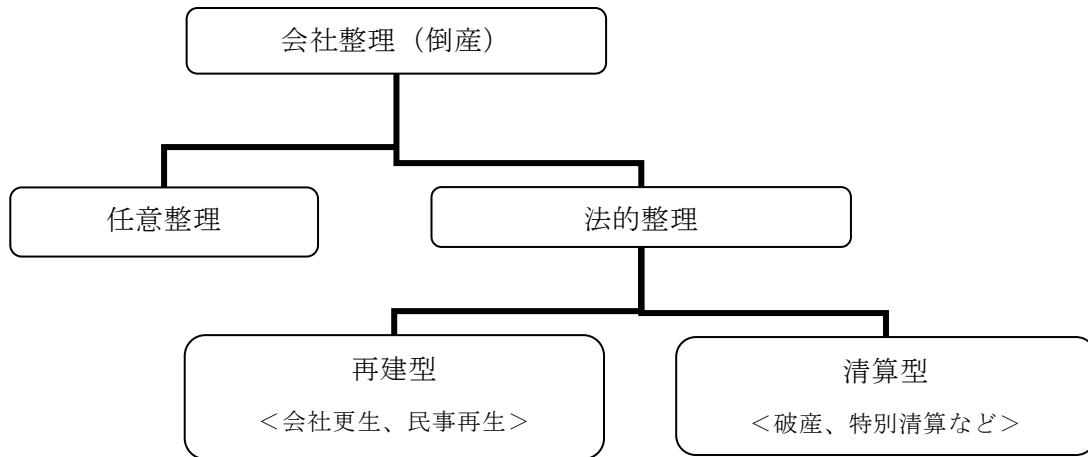 会社整理（倒産）
任意整理
法的整理
再建型
＜会社更生、民事再生＞
清算型
＜破産、特別清算など＞